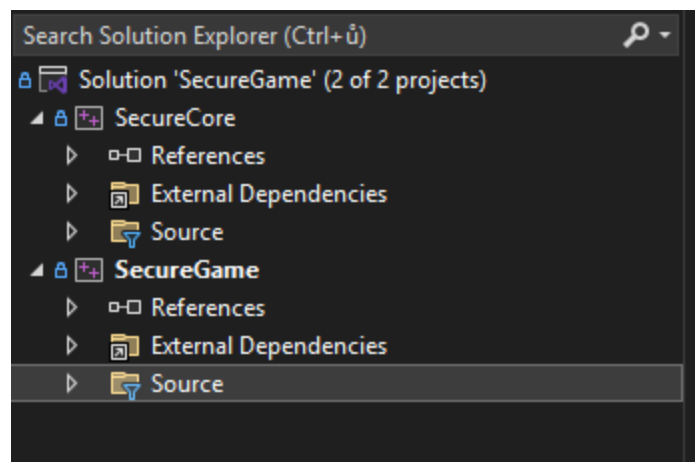 Search Solution Explorer (Ctrl+ů)
Solution 'SecureGame' (2 of 2 projects)
SecureCore
References
External Dependencies
Source
SecureGame
References
External Dependencies
Source